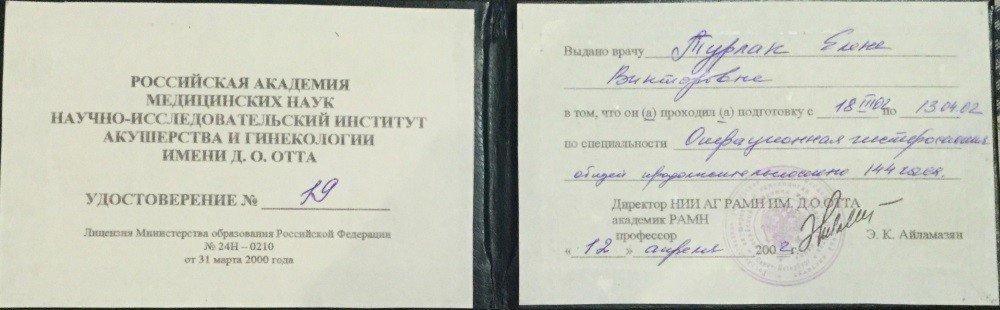 РОССИЙСКАЯ АКАДЕМИЯ
МЕДИЦИНСКИХ НАУК
НАУЧНО-ИССЛЕДОВАТЕЛЬСКИЙ ИНСТИТУТ
АКУШЕРСТВА И ГИНЕКОЛОГИИ
ИМЕНИ Д. О. ОТТА
УДОСТОВЕРЕНИЕ № 19
Лицензия Министерства образования Российской Федерации
№ 24Н – 0210
от 31 марта 2000 года
Выдано врачу Турлак Елене
Викторовне
в том, что он (а) проходил (а) подготовку с 18 III 02 по 13.04.02
по специальности Операционная гистероскопия
общей продолжительностью 144 часа.
Директор НИИ АГ РАМН ИМ. Д.О.ОТТА
академик РАМН
профессор Э. К. Айламазян
« 12 » апреля 2002 г.